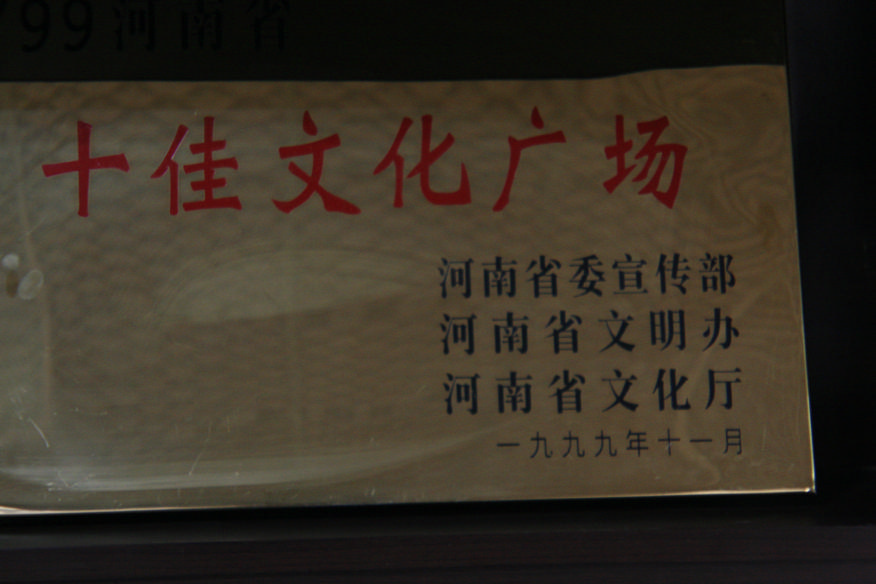 99河南省
十佳文化广场
河南省委宣传部
河南省文明办
河南省文化厅
一九九九年十一月